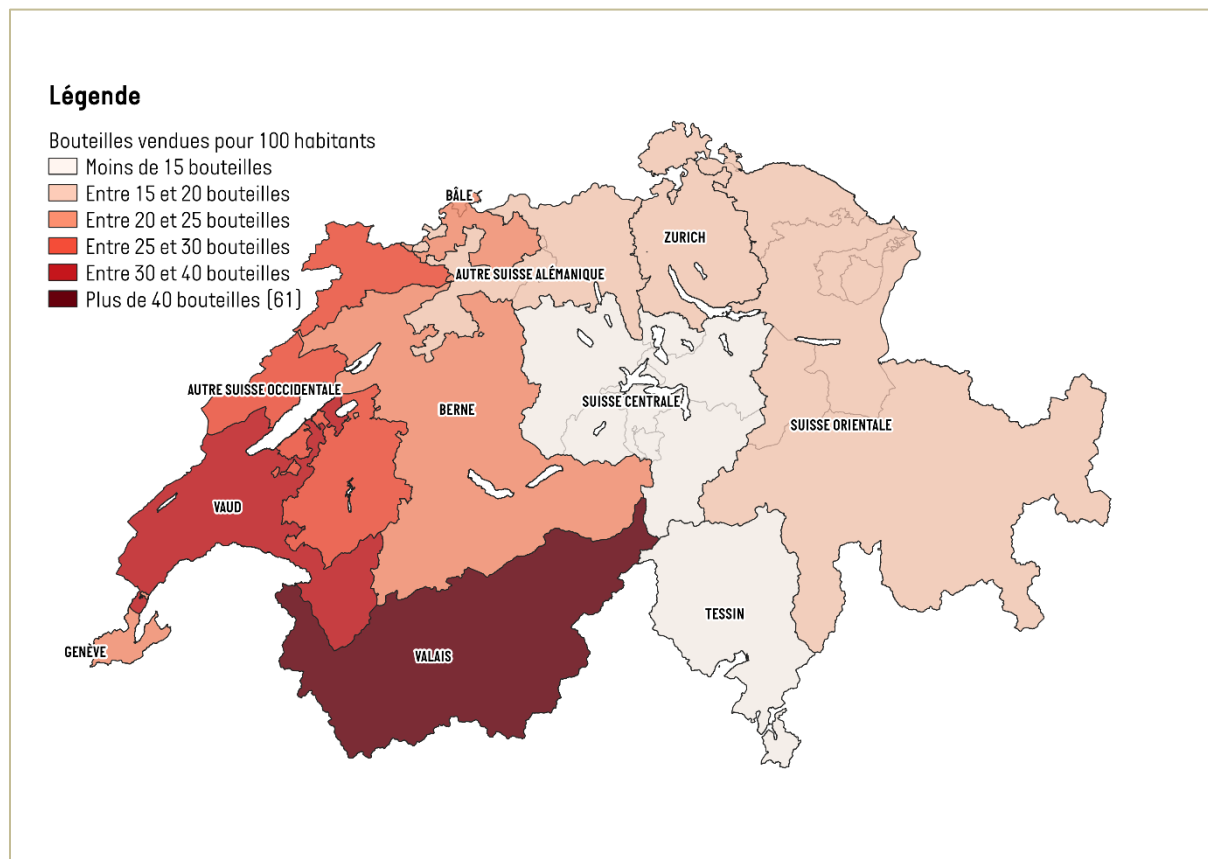 Légende
Bouteilles vendues pour 100 habitants
Moins de 15 bouteilles
Entre 15 et 20 bouteilles
Entre 20 et 25 bouteilles
Entre 25 et 30 bouteilles
Entre 30 et 40 bouteilles
Plus de 40 bouteilles (61)
BÂLE
ZURICH
AUTRE SUISSE ALÉMANIQUE
AUTRE SUISSE OCCIDENTALE
BERNE
SUISSE CENTRALE
SUISSE ORIENTALE
VAUD
TESSIN
GENÈVE
VALAIS